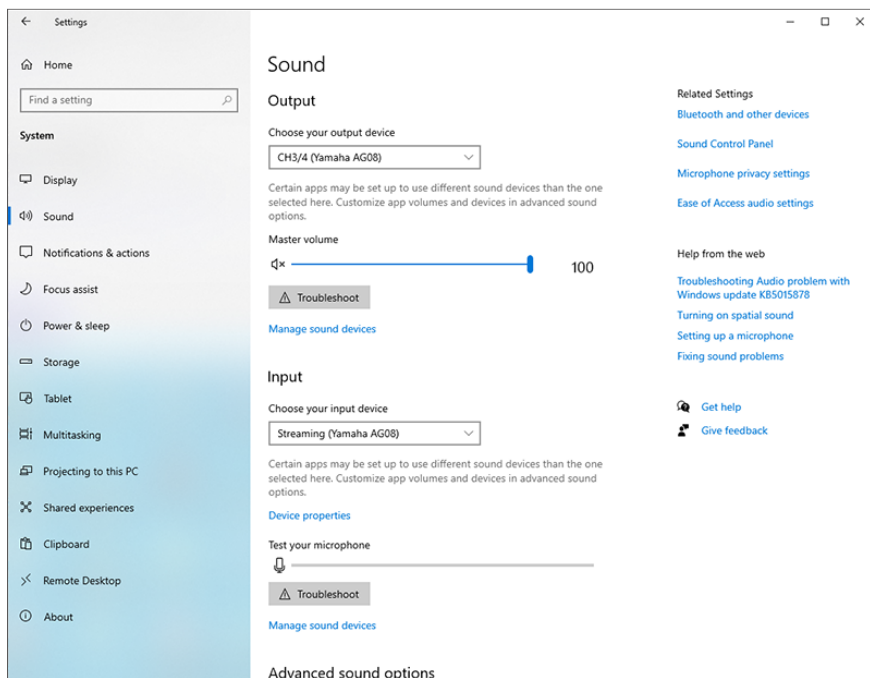 Settings
Home
Find a setting
System
Display
Sound
Notifications & actions
Focus assist
Power & sleep
Storage
Tablet
Multitasking
Projecting to this PC
Shared experiences
Clipboard
Remote Desktop
About
Sound
Output
Choose your output device
CH3/4 (Yamaha AG08)
Certain apps may be set up to use different sound devices than the one
selected here. Customize app volumes and devices in advanced sound
options.
Master volume
100
Troubleshoot
Manage sound devices
Input
Choose your input device
Streaming (Yamaha AG08)
Certain apps may be set up to use different sound devices than the one
selected here. Customize app volumes and devices in advanced sound
options.
Device properties
Test your microphone
Troubleshoot
Manage sound devices
Advanced sound options
Related Settings
Bluetooth and other devices
Sound Control Panel
Microphone privacy settings
Ease of Access audio settings
Help from the web
Troubleshooting Audio problem with
Windows update KB5015878
Turning on spatial sound
Setting up a microphone
Fixing sound problems
Get help
Give feedback